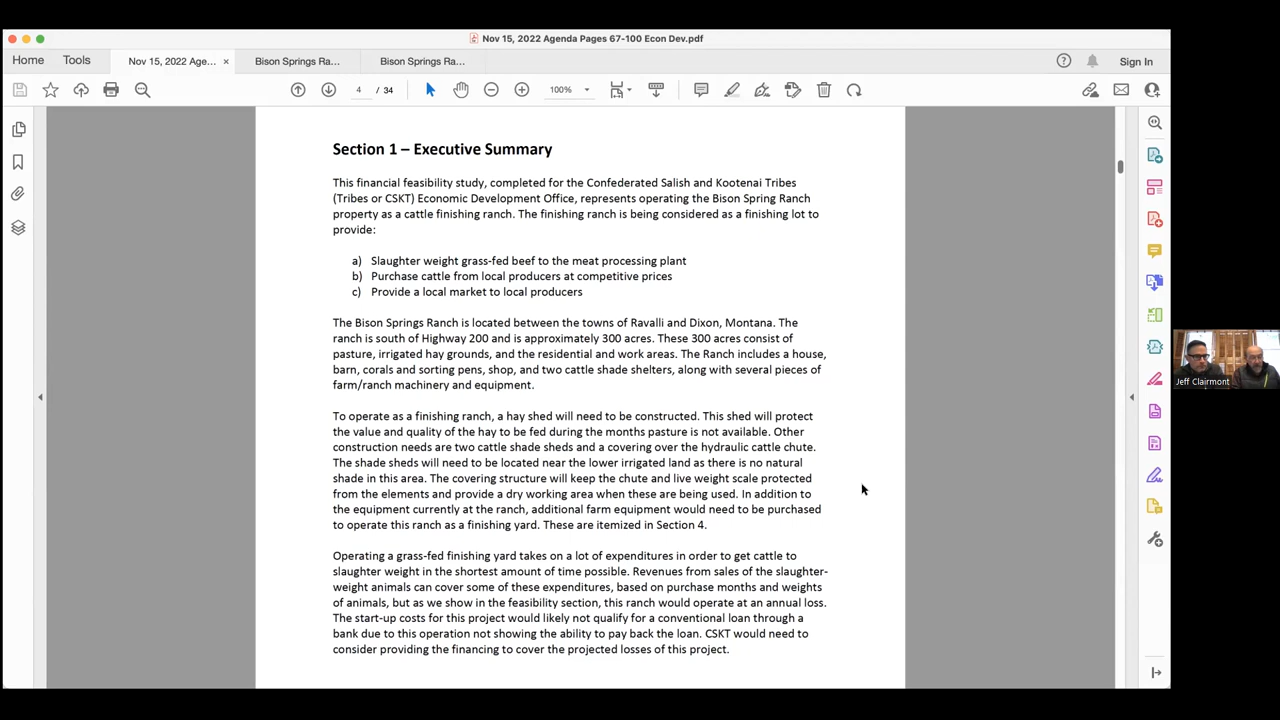 Nov 15, 2022 Agenda Pages 67-100 Econ Dev.pdf
Home
Tools
Nov 15, 2022 Age... ×
Bison Springs Ra...
Bison Springs Ra...
Sign In
4 / 34
100%
Section 1 – Executive Summary
This financial feasibility study, completed for the Confederated Salish and Kootenai Tribes
(Tribes or CSKT) Economic Development Office, represents operating the Bison Spring Ranch
property as a cattle finishing ranch. The finishing ranch is being considered as a finishing lot to
provide:
a) Slaughter weight grass-fed beef to the meat processing plant
b) Purchase cattle from local producers at competitive prices
c) Provide a local market to local producers
The Bison Springs Ranch is located between the towns of Ravalli and Dixon, Montana. The
ranch is south of Highway 200 and is approximately 300 acres. These 300 acres consist of
pasture, irrigated hay grounds, and the residential and work areas. The Ranch includes a house,
barn, corals and sorting pens, shop, and two cattle shade shelters, along with several pieces of
farm/ranch machinery and equipment.
To operate as a finishing ranch, a hay shed will need to be constructed. This shed will protect
the value and quality of the hay to be fed during the months pasture is not available. Other
construction needs are two cattle shade sheds and a covering over the hydraulic cattle chute.
The shade sheds will need to be located near the lower irrigated land as there is no natural
shade in this area. The covering structure will keep the chute and live weight scale protected
from the elements and provide a dry working area when these are being used. In addition to
the equipment currently at the ranch, additional farm equipment would need to be purchased
to operate this ranch as a finishing yard. These are itemized in Section 4.
Operating a grass-fed finishing yard takes on a lot of expenditures in order to get cattle to
slaughter weight in the shortest amount of time possible. Revenues from sales of the slaughter-
weight animals can cover some of these expenditures, based on purchase months and weights
of animals, but as we show in the feasibility section, this ranch would operate at an annual loss.
The start-up costs for this project would likely not qualify for a conventional loan through a
bank due to this operation not showing the ability to pay back the loan. CSKT would need to
consider providing the financing to cover the projected losses of this project.
Jeff Clairmont